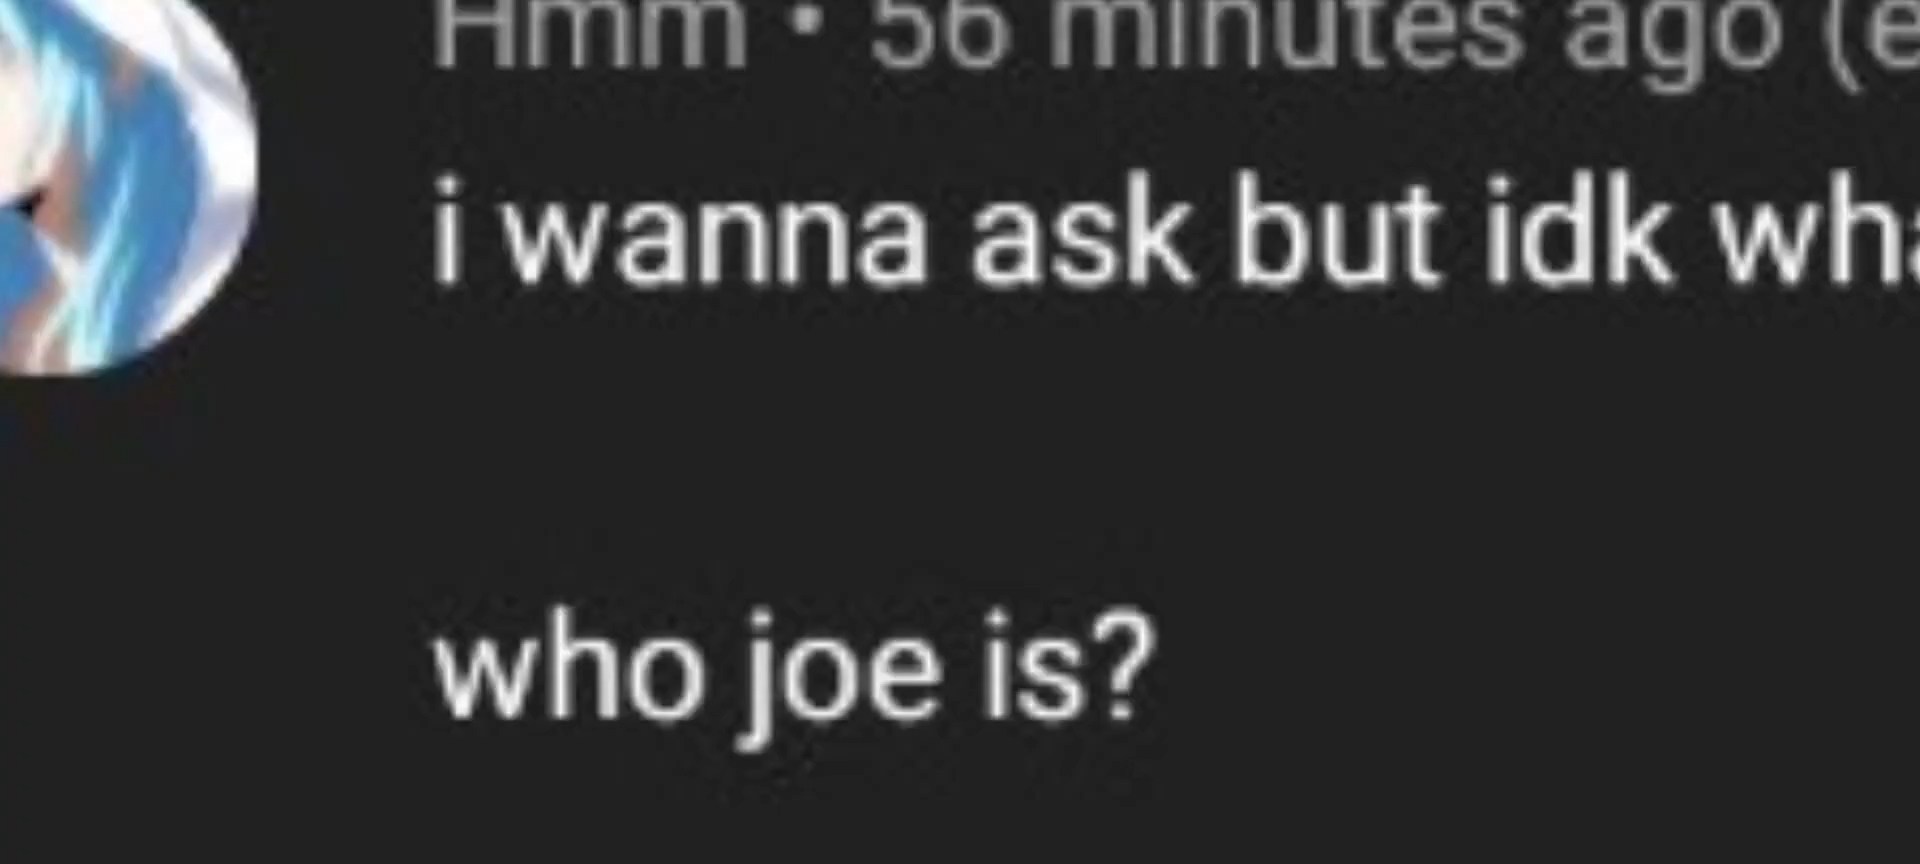 Hmm • 56 minutes ago (e
i wanna ask but idk wha
who joe is?